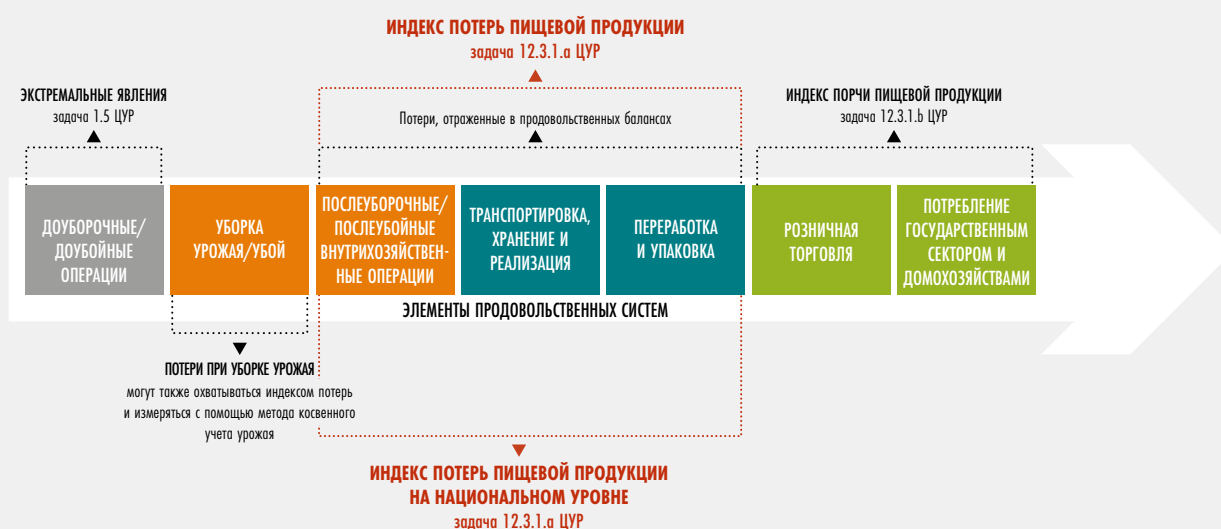 ИНДЕКС ПОТЕРЬ ПИЩЕВОЙ ПРОДУКЦИИ
задача 12.3.1.a ЦУР
ЭКСТРЕМАЛЬНЫЕ ЯВЛЕНИЯ
задача 1.5 ЦУР
Потери, отраженные в продовольственных балансах
ИНДЕКС ПОРЧИ ПИЩЕВОЙ ПРОДУКЦИИ
задача 12.3.1.b ЦУР
ДОУБОРОЧНЫЕ/
ДОУБОЙНЫЕ
ОПЕРАЦИИ
УБОРКА
УРОЖАЯ/УБОЙ
ПОСЛЕУБОРОЧНЫЕ/
ПОСЛЕУБОЙНЫЕ
ВНУТРИХОЗЯЙСТВЕН-
НЫЕ ОПЕРАЦИИ
ТРАНСПОРТИРОВКА,
ХРАНЕНИЕ И
РЕАЛИЗАЦИЯ
ПЕРЕРАБОТКА
И УПАКОВКА
РОЗНИЧНАЯ
ТОРГОВЛЯ
ПОТРЕБЛЕНИЕ
ГОСУДАРСТВЕННЫМ
СЕКТОРОМ И
ДОМОХОЗЯЙСТВАМИ
ЭЛЕМЕНТЫ ПРОДОВОЛЬСТВЕННЫХ СИСТЕМ
ПОТЕРИ ПРИ УБОРКЕ УРОЖАЯ
могут также охватываться индексом потерь
и измеряться с помощью метода косвенного
учета урожая
ИНДЕКС ПОТЕРЬ ПИЩЕВОЙ ПРОДУКЦИИ
НА НАЦИОНАЛЬНОМ УРОВНЕ
задача 12.3.1.a ЦУР